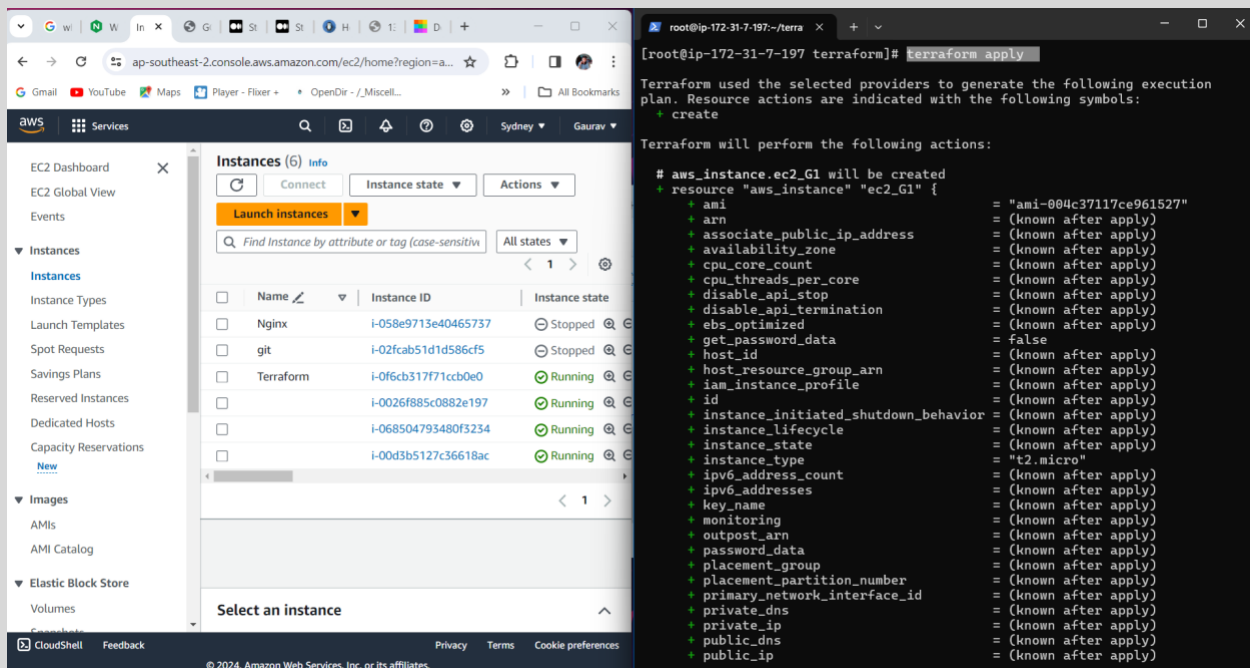 G wl
W
In
G
St
St
H
1:
D
ap-southeast-2.console.aws.amazon.com/ec2/home?region=a...
Gmail YouTube Maps Player - Flixer + OpenDir - /_Miscell... » All Bookmarks
aws Services Sydney ▼ Gaurav ▼
EC2 Dashboard
EC2 Global View
Events
Instances
Instances
Instance Types
Launch Templates
Spot Requests
Savings Plans
Reserved Instances
Dedicated Hosts
Capacity Reservations
New
Images
AMIs
AMI Catalog
Elastic Block Store
Volumes
Snapshots
Instances (6) Info
Connect Instance state ▼ Actions ▼
Launch instances ▼
Find Instance by attribute or tag (case-sensitiv All states ▼
1
Name Instance ID Instance state
Nginx i-058e9713e40465737 Stopped
git i-02fcab51d1d586cf5 Stopped
Terraform i-0f6cb317f71ccb0e0 Running
i-0026f885c0882e197 Running
i-068504793480f3234 Running
i-00d3b5127c36618ac Running
1
Select an instance
CloudShell Feedback Privacy Terms Cookie preferences
© 2024, Amazon Web Services, Inc. or its affiliates.
root@ip-172-31-7-197:~/terra
[root@ip-172-31-7-197 terraform]# terraform apply
Terraform used the selected providers to generate the following execution
plan. Resource actions are indicated with the following symbols:
+ create
Terraform will perform the following actions:
# aws_instance.ec2_G1 will be created
+ resource "aws_instance" "ec2_G1" {
+ ami = "ami-004c37117ce961527"
+ arn = (known after apply)
+ associate_public_ip_address = (known after apply)
+ availability_zone = (known after apply)
+ cpu_core_count = (known after apply)
+ cpu_threads_per_core = (known after apply)
+ disable_api_stop = (known after apply)
+ disable_api_termination = (known after apply)
+ ebs_optimized = (known after apply)
+ get_password_data = false
+ host_id = (known after apply)
+ host_resource_group_arn = (known after apply)
+ iam_instance_profile = (known after apply)
+ id = (known after apply)
+ instance_initiated_shutdown_behavior = (known after apply)
+ instance_lifecycle = (known after apply)
+ instance_state = (known after apply)
+ instance_type = "t2.micro"
+ ipv6_address_count = (known after apply)
+ ipv6_addresses = (known after apply)
+ key_name = (known after apply)
+ monitoring = (known after apply)
+ outpost_arn = (known after apply)
+ password_data = (known after apply)
+ placement_group = (known after apply)
+ placement_partition_number = (known after apply)
+ primary_network_interface_id = (known after apply)
+ private_dns = (known after apply)
+ private_ip = (known after apply)
+ public_dns = (known after apply)
+ public_ip = (known after apply)